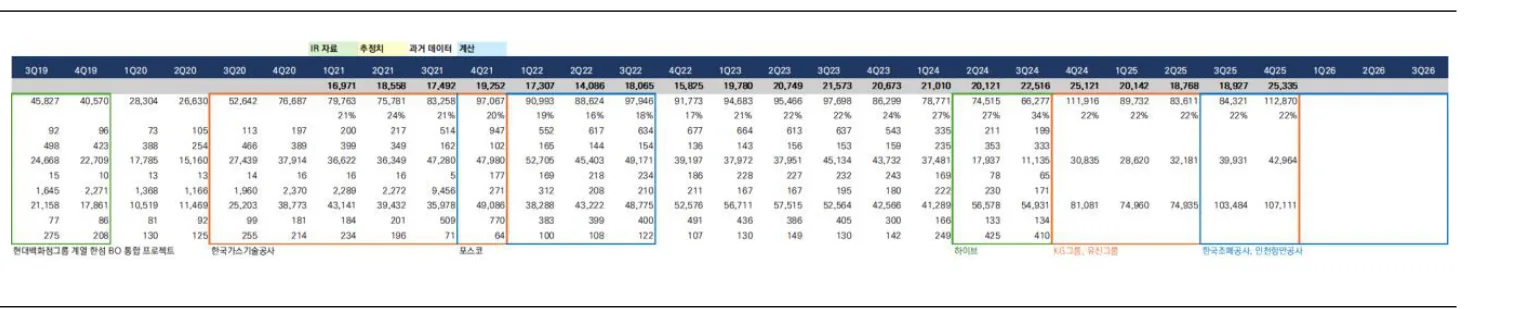 IR 자료 추정치 과거 데이터 계산
3Q19 4Q19 1Q20 2Q20 3Q20 4Q20 1Q21 2Q21 3Q21 4Q21 1Q22 2Q22 3Q22 4Q22 1Q23 2Q23 3Q23 4Q23 1Q24 2Q24 3Q24 4Q24 1Q25 2Q25 3Q25 4Q25 1Q26 2Q26 3Q26
16,971 18,558 17,492 19,252 17,307 14,086 18,065 15,825 19,780 20,749 21,573 20,673 21,010 20,121 22,516 25,121 20,142 18,768 18,927 25,335
45,827 40,570 28,304 26,630 52,642 76,687 79,763 75,781 83,258 97,067 90,993 88,624 97,946 91,773 94,683 95,466 97,698 86,299 78,771 74,515 66,277 111,916 89,732 83,611 84,321 112,870
21% 24% 21% 20% 19% 16% 18% 17% 21% 22% 22% 24% 27% 27% 34% 22% 22% 22% 22% 22%
92 96 73 105 113 197 200 217 514 947 552 617 634 677 664 613 637 543 335 211 199
498 423 388 254 466 389 399 349 162 102 165 144 154 136 143 156 153 159 235 353 333
24,668 22,709 17,785 15,160 27,439 37,914 36,622 36,349 47,280 47,980 52,705 45,403 49,171 39,197 37,972 37,951 45,134 43,732 37,481 17,937 11,135 30,835 28,620 32,181 39,931 42,964
15 10 13 13 14 16 16 16 5 177 169 218 234 186 228 227 232 243 169 78 65
1,645 2,271 1,368 1,166 1,960 2,370 2,289 2,272 9,456 271 312 208 210 211 167 167 195 180 222 230 171
21,158 17,861 10,519 11,469 25,203 38,773 43,141 39,432 35,978 49,086 38,288 43,222 48,775 52,576 56,711 57,515 52,564 42,566 41,289 56,578 54,931 81,081 74,960 74,935 103,484 107,111
77 86 81 92 99 181 184 201 509 770 383 399 400 491 436 386 405 300 166 133 134
275 208 130 125 255 214 234 196 71 64 100 108 122 107 130 149 130 142 249 425 410
현대백화점그룹 계열 한섬 BO 통합 프로젝트 한국가스기술공사 포스코 하이브 KG그룹, 유진그룹 한국조폐공사, 인천항만공사